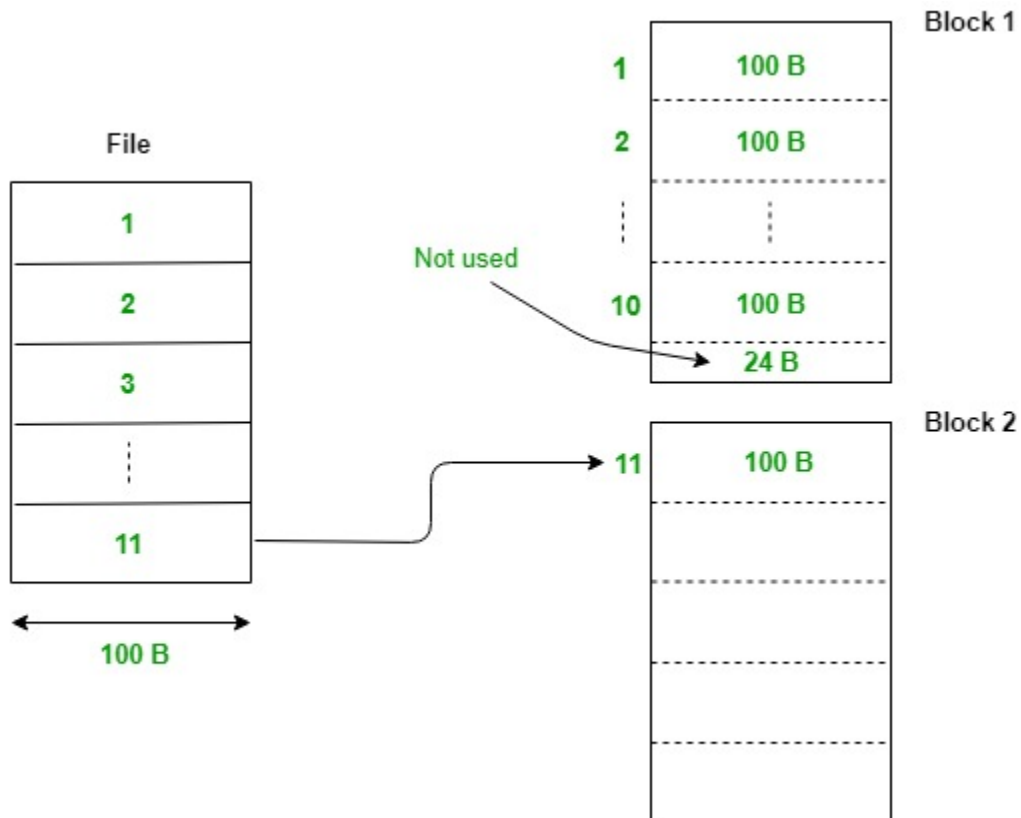 File
1
2
3
11
100 B
Not used
Block 1
1 100 B
2 100 B
10 100 B
24 B
Block 2
11 100 B